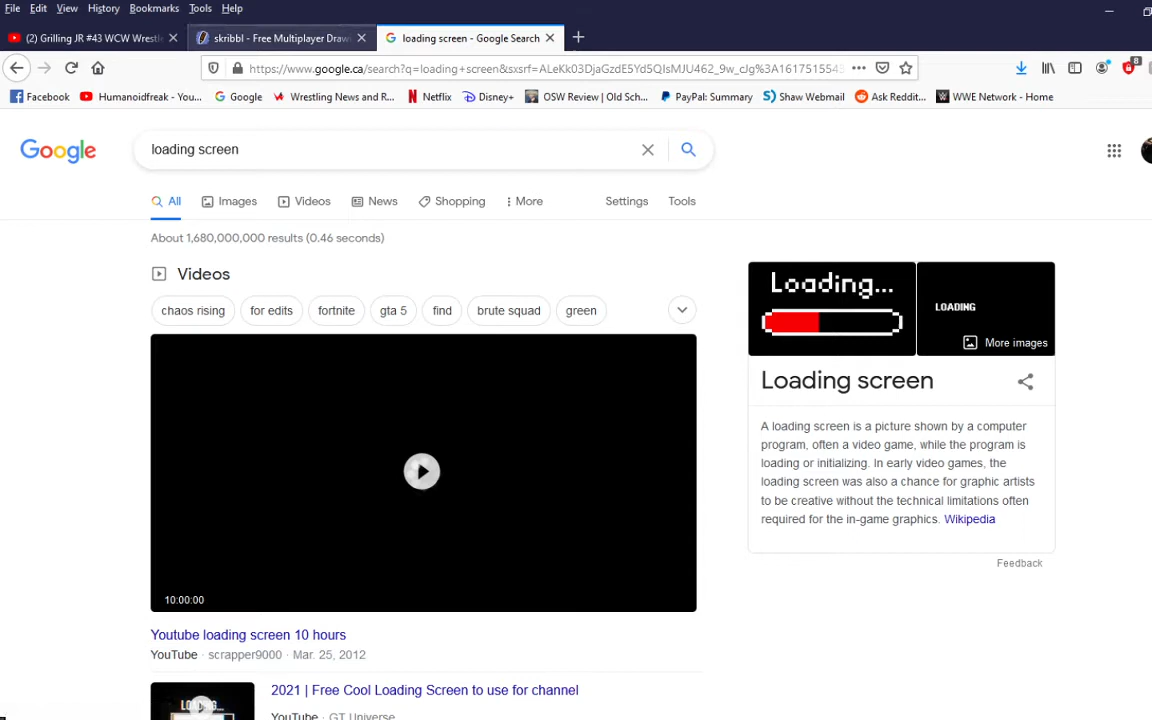 File Edit View History Bookmarks Tools Help
(2) Grilling JR #43 WCW Wrestl
skribbl - Free Multiplayer Drawi
loading screen - Google Search
https://www.google.ca/search?q=loading+screen&sxsrf=ALeKk03DjaGzdE5Yd5QIsMJU462_9w_cJg%3A1617515543
8
Facebook
Humanoidfreak - You...
Google
Wrestling News and R...
Netflix
Disney+
OSW Review | Old Sch...
PayPal: Summary
Shaw Webmail
Ask Reddit...
WWE Network - Home
Google
loading screen
All Images Videos News Shopping More Settings Tools
About 1,680,000,000 results (0.46 seconds)
Videos
chaos rising for edits fortnite gta 5 find brute squad green
10:00:00
Youtube loading screen 10 hours
YouTube · scrapper9000 · Mar. 25, 2012
LOADING...
2021 | Free Cool Loading Screen to use for channel
YouTube · GT Universe
Loading...
LOADING
More images
Loading screen
A loading screen is a picture shown by a computer
program, often a video game, while the program is
loading or initializing. In early video games, the
loading screen was also a chance for graphic artists
to be creative without the technical limitations often
required for the in-game graphics. Wikipedia
Feedback